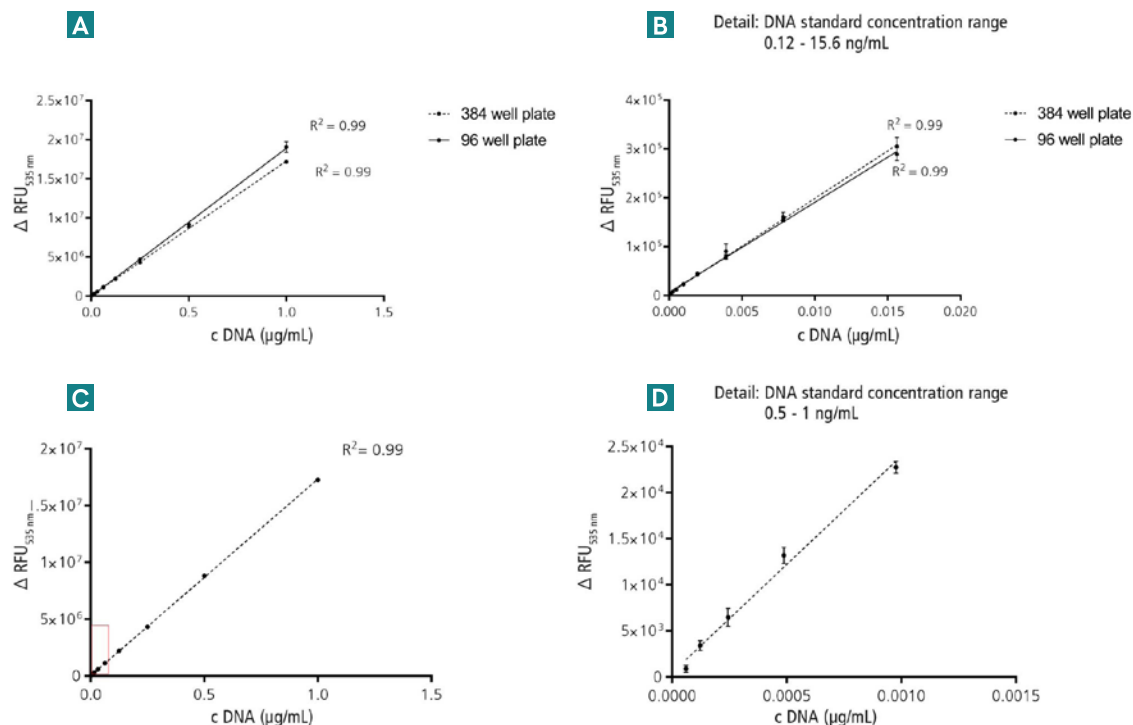 A
2.5×10⁷
2×10⁷
1.5×10⁷
1×10⁷
5×10⁶
0
Δ RFU₅₃₅ ₙₘ
R² = 0.99
R² = 0.99
384 well plate
96 well plate
0.0 0.5 1.0 1.5
c DNA (µg/mL)
B
Detail: DNA standard concentration range
0.12 - 15.6 ng/mL
4×10⁵
3×10⁵
2×10⁵
1×10⁵
0
Δ RFU₅₃₅ ₙₘ
R² = 0.99
R² = 0.99
384 well plate
96 well plate
0.000 0.005 0.010 0.015 0.020
c DNA (µg/mL)
C
2×10⁷
1.5×10⁷
1×10⁷
5×10⁶
0
Δ RFU₅₃₅ ₙₘ
R² = 0.99
0.0 0.5 1.0 1.5
c DNA (µg/mL)
D
Detail: DNA standard concentration range
0.5 - 1 ng/mL
2.5×10⁴
2×10⁴
1.5×10⁴
1×10⁴
5×10³
0
Δ RFU₅₃₅ ₙₘ
0.0000 0.0005 0.0010 0.0015
c DNA (µg/mL)